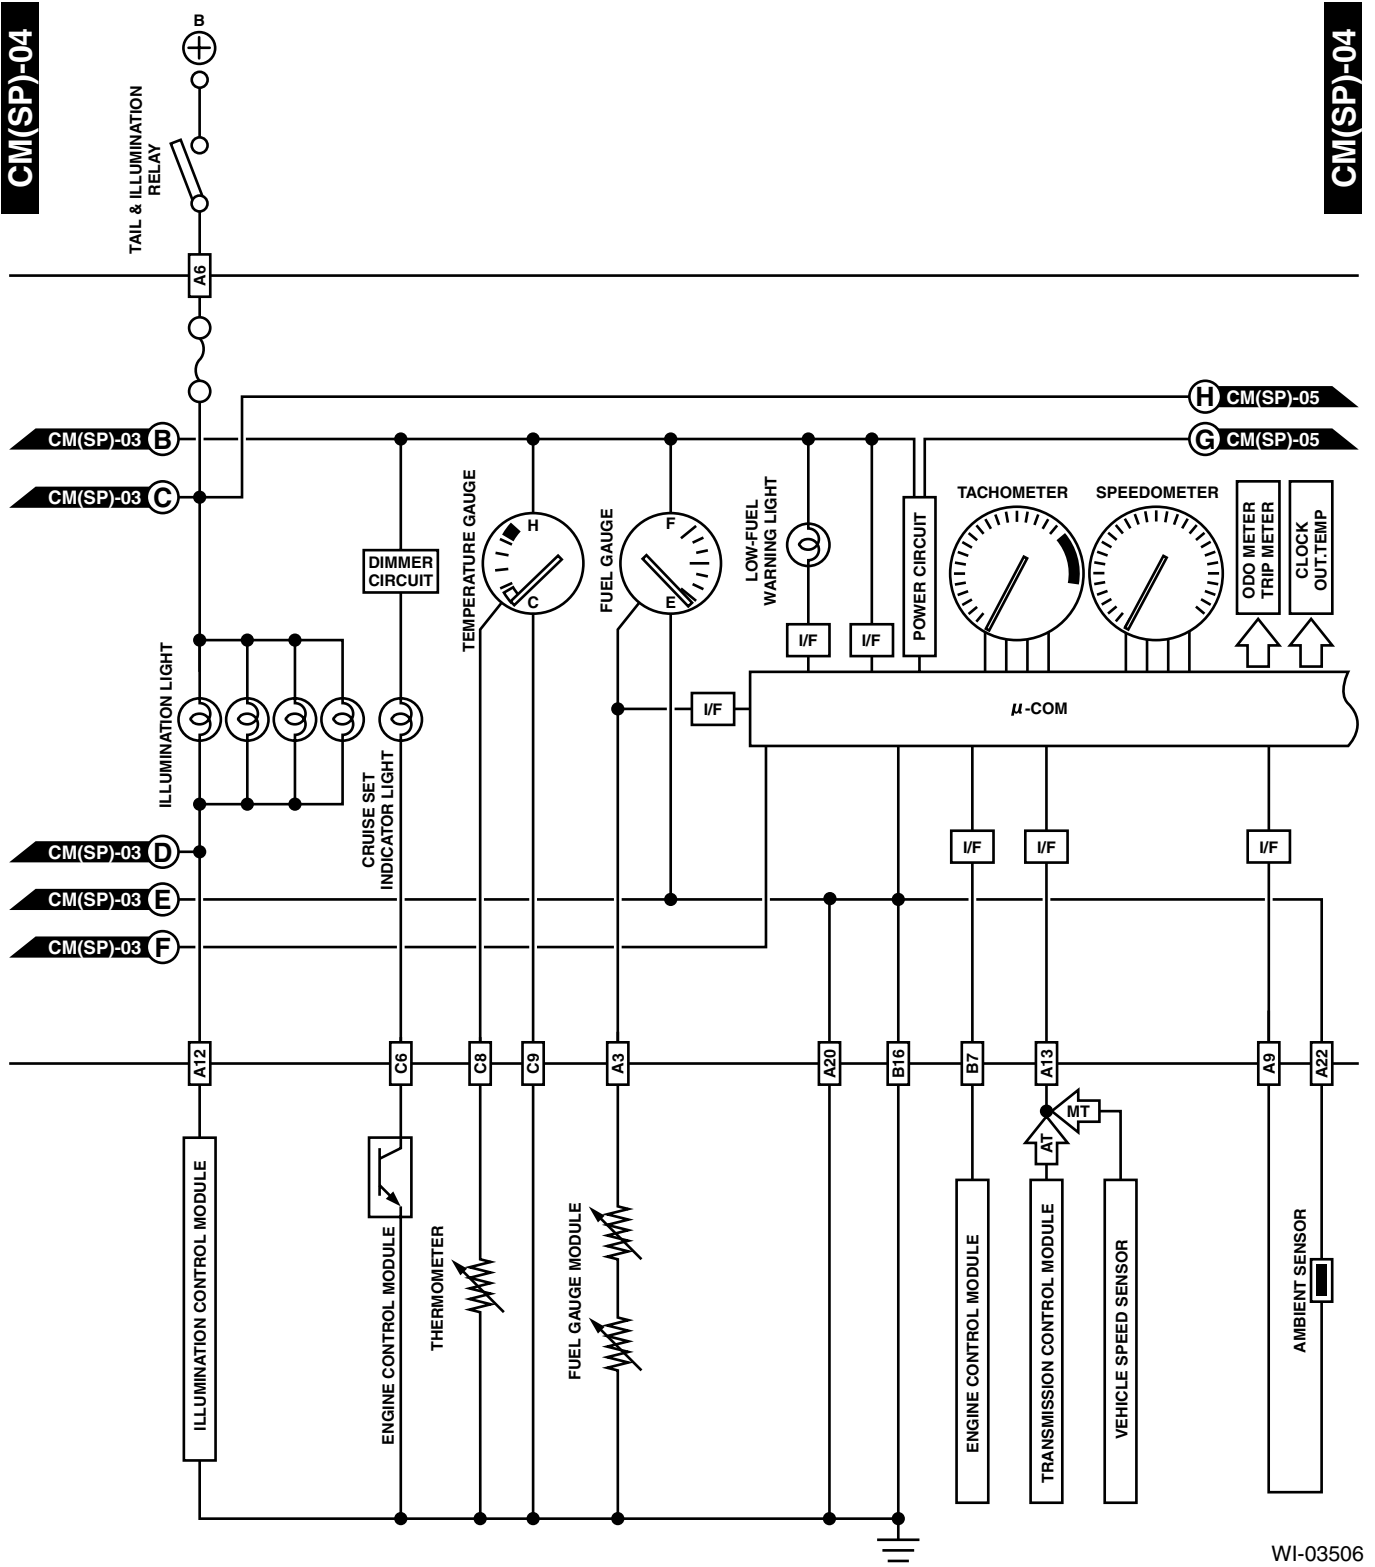 CM(SP)-04
CM(SP)-04
B
TAIL & ILLUMINATION
RELAY
A6
H CM(SP)-05
CM(SP)-03 B
G CM(SP)-05
CM(SP)-03 C
TEMPERATURE GAUGE
H
C
FUEL GAUGE
F
E
LOW-FUEL
WARNING LIGHT
POWER CIRCUIT
TACHOMETER
SPEEDOMETER
ODO METER
TRIP METER
CLOCK
OUT.TEMP
DIMMER
CIRCUIT
I/F
I/F
ILLUMINATION LIGHT
CRUISE SET
INDICATOR LIGHT
I/F
μ-COM
I/F
I/F
I/F
CM(SP)-03 D
CM(SP)-03 E
CM(SP)-03 F
A12
C6
C8
C9
A3
A20
B16
B7
A13
A9
A22
MT
AT
ILLUMINATION CONTROL MODULE
ENGINE CONTROL MODULE
THERMOMETER
FUEL GAUGE MODULE
ENGINE CONTROL MODULE
TRANSMISSION CONTROL MODULE
VEHICLE SPEED SENSOR
AMBIENT SENSOR
WI-03506